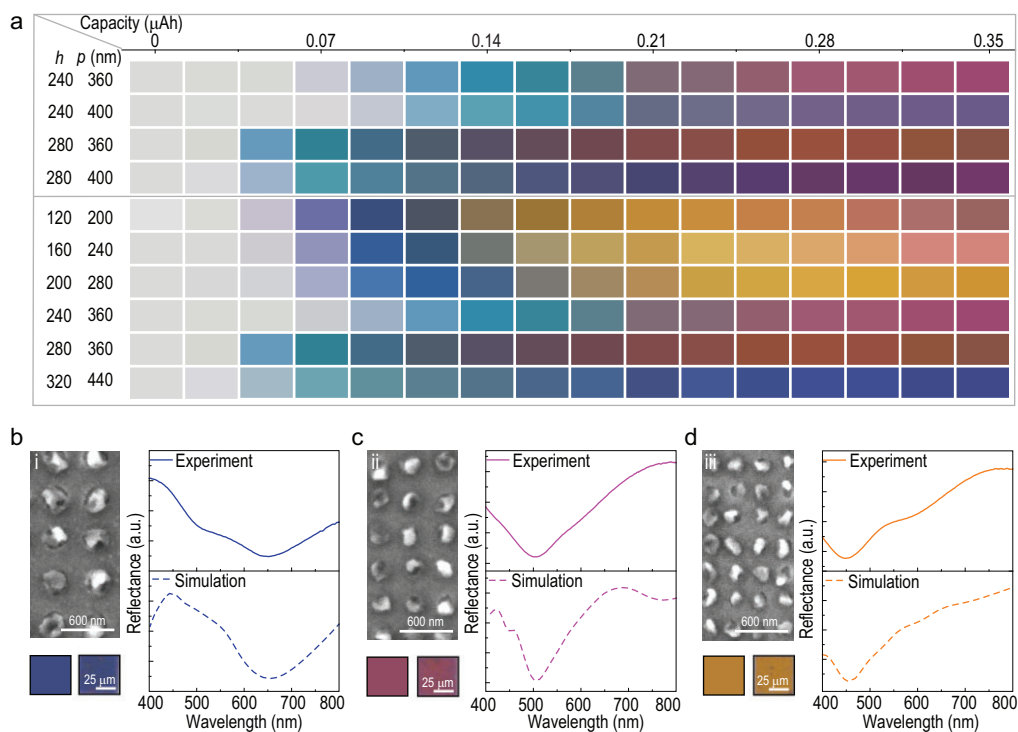 a
Capacity (μAh)
0 0.07 0.14 0.21 0.28 0.35
h p (nm)
240 360
240 400
280 360
280 400
120 200
160 240
200 280
240 360
280 360
320 440
b
i
600 nm
25 μm
Reflectance (a.u.)
Experiment
Simulation
400 500 600 700 800
Wavelength (nm)
c
ii
600 nm
25 μm
Reflectance (a.u.)
Experiment
Simulation
400 500 600 700 800
Wavelength (nm)
d
iii
600 nm
25 μm
Reflectance (a.u.)
Experiment
Simulation
400 500 600 700 800
Wavelength (nm)